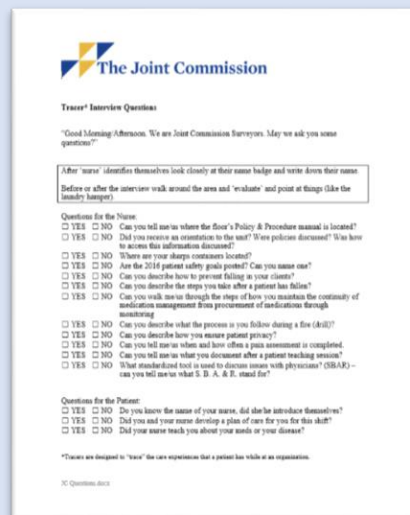 The Joint Commission
Tracer* Interview Questions
"Good Morning/Afternoon. We are Joint Commission Surveyors. May we ask you some
questions?"
After 'nurse' identifies themselves look closely at their name badge and write down their name.
Before or after the interview walk around the area and 'evaluate' and point at things (like the
laundry hamper)
Questions for the Nurse:
☐ YES ☐ NO Can you tell me/us where the floor's Policy & Procedure manual is located?
☐ YES ☐ NO Did you receive an orientation to the unit? Were policies discussed? Was how
to access this information discussed?
☐ YES ☐ NO Where are your sharps containers located?
☐ YES ☐ NO Are the 2016 patient safety goals posted? Can you name one?
☐ YES ☐ NO Can you describe how to prevent falling in your clients?
☐ YES ☐ NO Can you describe the steps you take after a patient has fallen?
☐ YES ☐ NO Can you walk me/us through the steps of how you maintain the continuity of
medication management from procurement of medications through
monitoring
☐ YES ☐ NO Can you describe what the process is you follow during a fire (drill)?
☐ YES ☐ NO Can you describe how you ensure patient privacy?
☐ YES ☐ NO Can you tell me/us when and how often a pain assessment is completed.
☐ YES ☐ NO Can you tell me/us what you document after a patient teaching session?
☐ YES ☐ NO What standardized tool is used to discuss issues with physicians? (SBAR) –
can you tell me/us what S. B. A. & R. stand for?
Questions for the Patient:
☐ YES ☐ NO Do you know the name of your nurse, did she/he introduce themselves?
☐ YES ☐ NO Did you and your nurse develop a plan of care for you for this shift?
☐ YES ☐ NO Did your nurse teach you about your meds or your disease?
*Tracers are designed to "trace" the care experiences that a patient has while at an organization.
JC Questions.docx